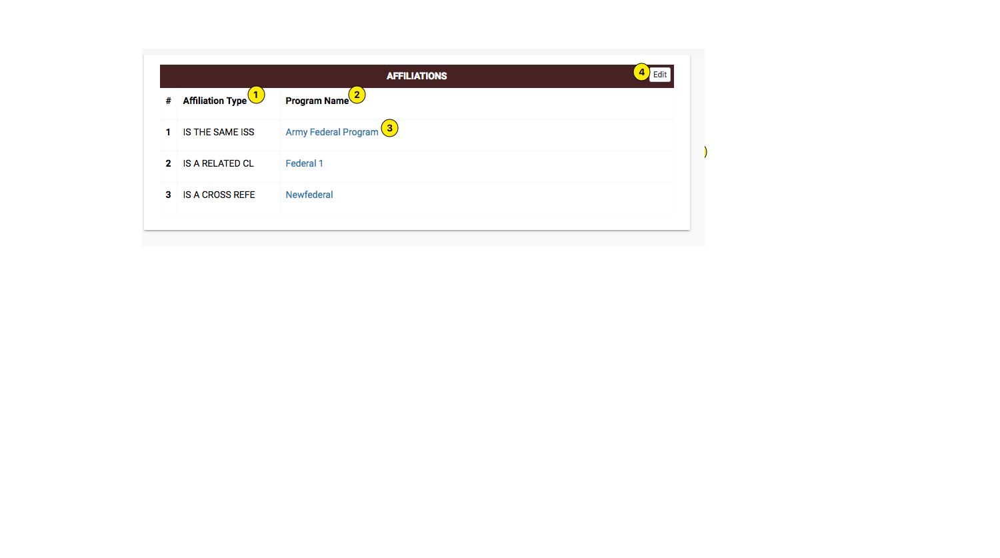 AFFILIATIONS 4 Edit
# Affiliation Type 1 Program Name 2
1 IS THE SAME ISS Army Federal Program 3
2 IS A RELATED CL Federal 1
3 IS A CROSS REFE Newfederal